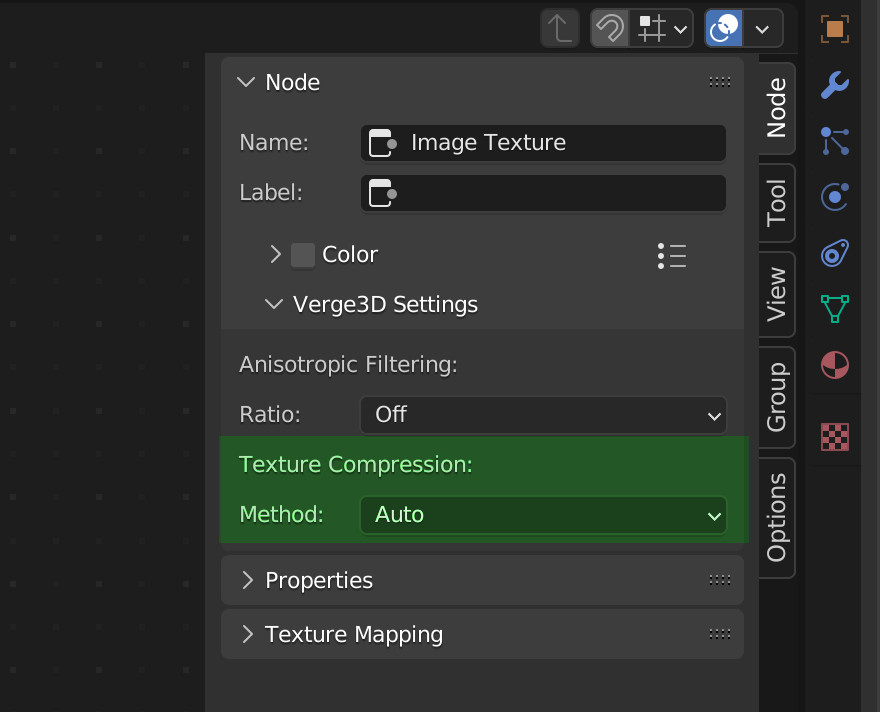 Node
Name: Image Texture
Label:
Color
Verge3D Settings
Anisotropic Filtering:
Ratio: Off
Texture Compression:
Method: Auto
Properties
Texture Mapping
Node
Tool
View
Group
Options